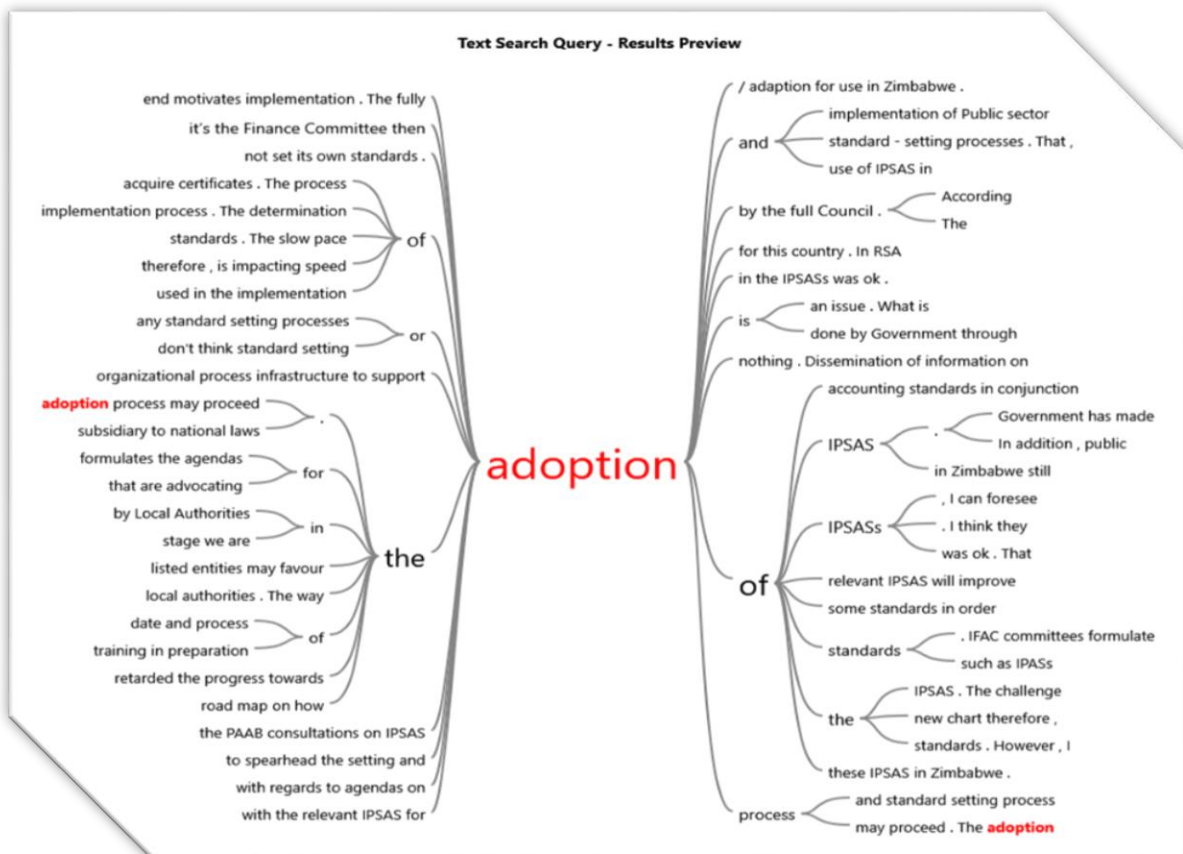 Text Search Query - Results Preview
end motivates implementation . The fully
it's the Finance Committee then
not set its own standards .
acquire certificates . The process
implementation process . The determination
standards . The slow pace
therefore , is impacting speed
used in the implementation
of
any standard setting processes
don't think standard setting
or
organizational process infrastructure to support
adoption process may proceed
subsidiary to national laws
.
formulates the agendas
that are advocating
for
by Local Authorities
stage we are
in
listed entities may favour
local authorities . The way
date and process
training in preparation
of
retarded the progress towards
road map on how
the
the PAAB consultations on IPSAS
to spearhead the setting and
with regards to agendas on
with the relevant IPSAS for
adoption
/ adaption for use in Zimbabwe .
and
implementation of Public sector
standard - setting processes . That ,
use of IPSAS in
by the full Council .
According
The
for this country . In RSA
in the IPSASs was ok .
is
an issue . What is
done by Government through
nothing . Dissemination of information on
of
accounting standards in conjunction
IPSAS
.
Government has made
In addition , public
in Zimbabwe still
IPSASs
, I can foresee
. I think they
was ok . That
relevant IPSAS will improve
some standards in order
standards
. IFAC committees formulate
such as IPASs
the
IPSAS . The challenge
new chart therefore ,
standards . However , I
these IPSAS in Zimbabwe .
process
and standard setting process
may proceed . The adoption